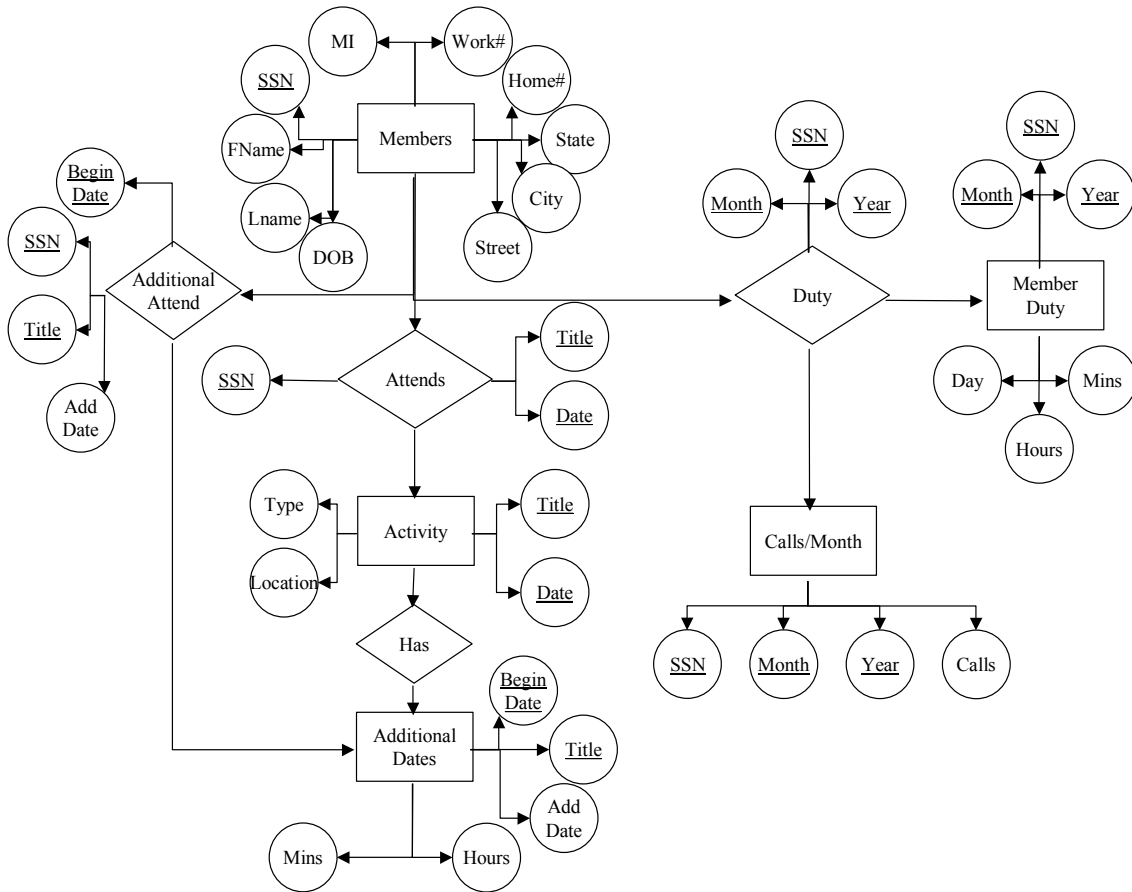 MI
Work#
SSN
Home#
Members
FName
State
SSN
SSN
Begin
Date
Lname
City
Month
Year
Month
Year
SSN
DOB
Street
Additional
Attend
Duty
Member
Duty
Title
Title
SSN
Attends
Day
Mins
Add
Date
Date
Hours
Type
Title
Activity
Calls/Month
Location
Date
Has
SSN
Month
Year
Calls
Begin
Date
Additional
Dates
Title
Add
Date
Mins
Hours